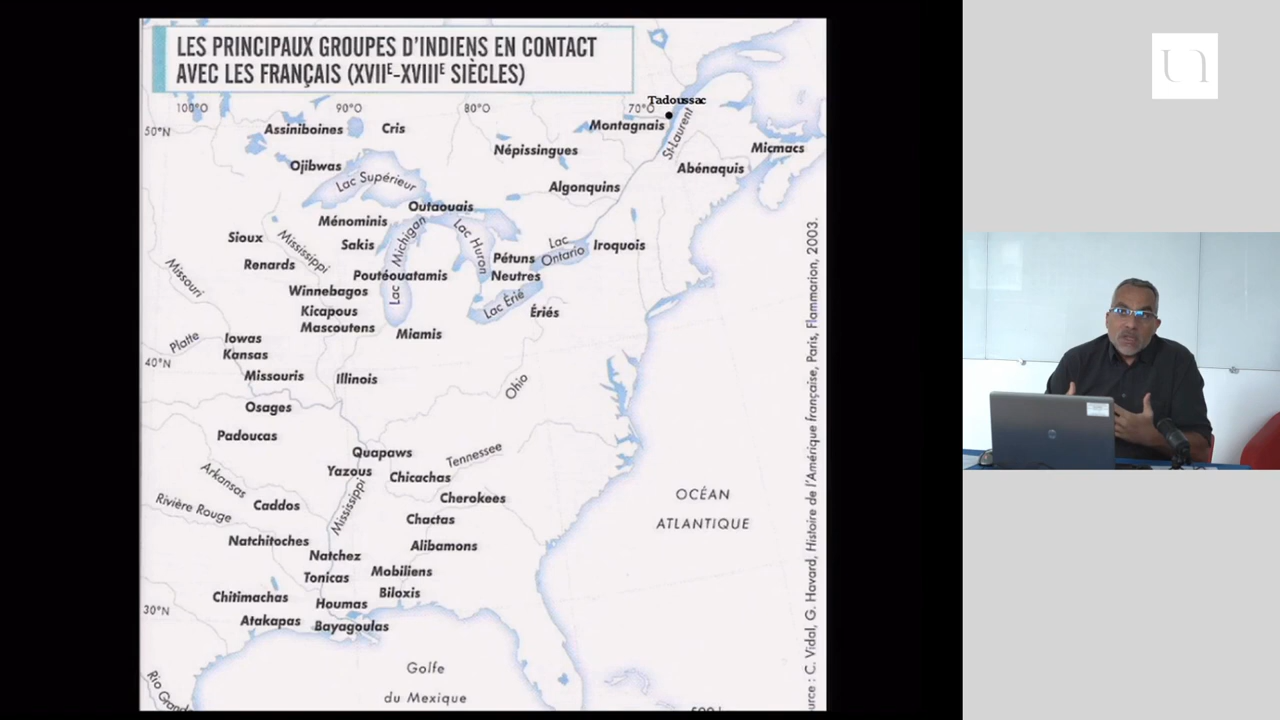 LES PRINCIPAUX GROUPES D'INDIENS EN CONTACT
AVEC LES FRANÇAIS (XVIIE-XVIIIE SIÈCLES)
100°O
90°O
80°O
70°O
Tadoussac
50°N
Assiniboines
Cris
Montagnais
St-Laurent
Népissingues
Micmacs
Ojibwas
Abénaquis
Lac Supérieur
Algonquins
Outaouais
Ménominis
Sioux
Mississippi
Sakis
Lac Michigan
Lac Huron
Lac
Ontario
Iroquois
Pétuns
Renards
Missouri
Poutéouatamis
Neutres
Winnebagos
Lac Érié
Kicapous
Ériés
Mascoutens
Miamis
Platte
Iowas
Kansas
40°N
Missouris
Illinois
Ohio
Osages
Padoucas
Quapaws
Tennessee
Yazous
Chicachas
Arkansas
Cherokees
Rivière Rouge
Caddos
Mississippi
Chactas
OCÉAN
ATLANTIQUE
Natchitoches
Alibamons
Natchez
Mobiliens
Tonicas
Biloxis
Chitimachas
Houmas
30°N
Atakapas
Bayagoulas
Golfe
du Mexique
Rio Grande
urce : C. Vidal, G. Havard, Histoire de l'Amérique française, Paris, Flammarion, 2003.
hp